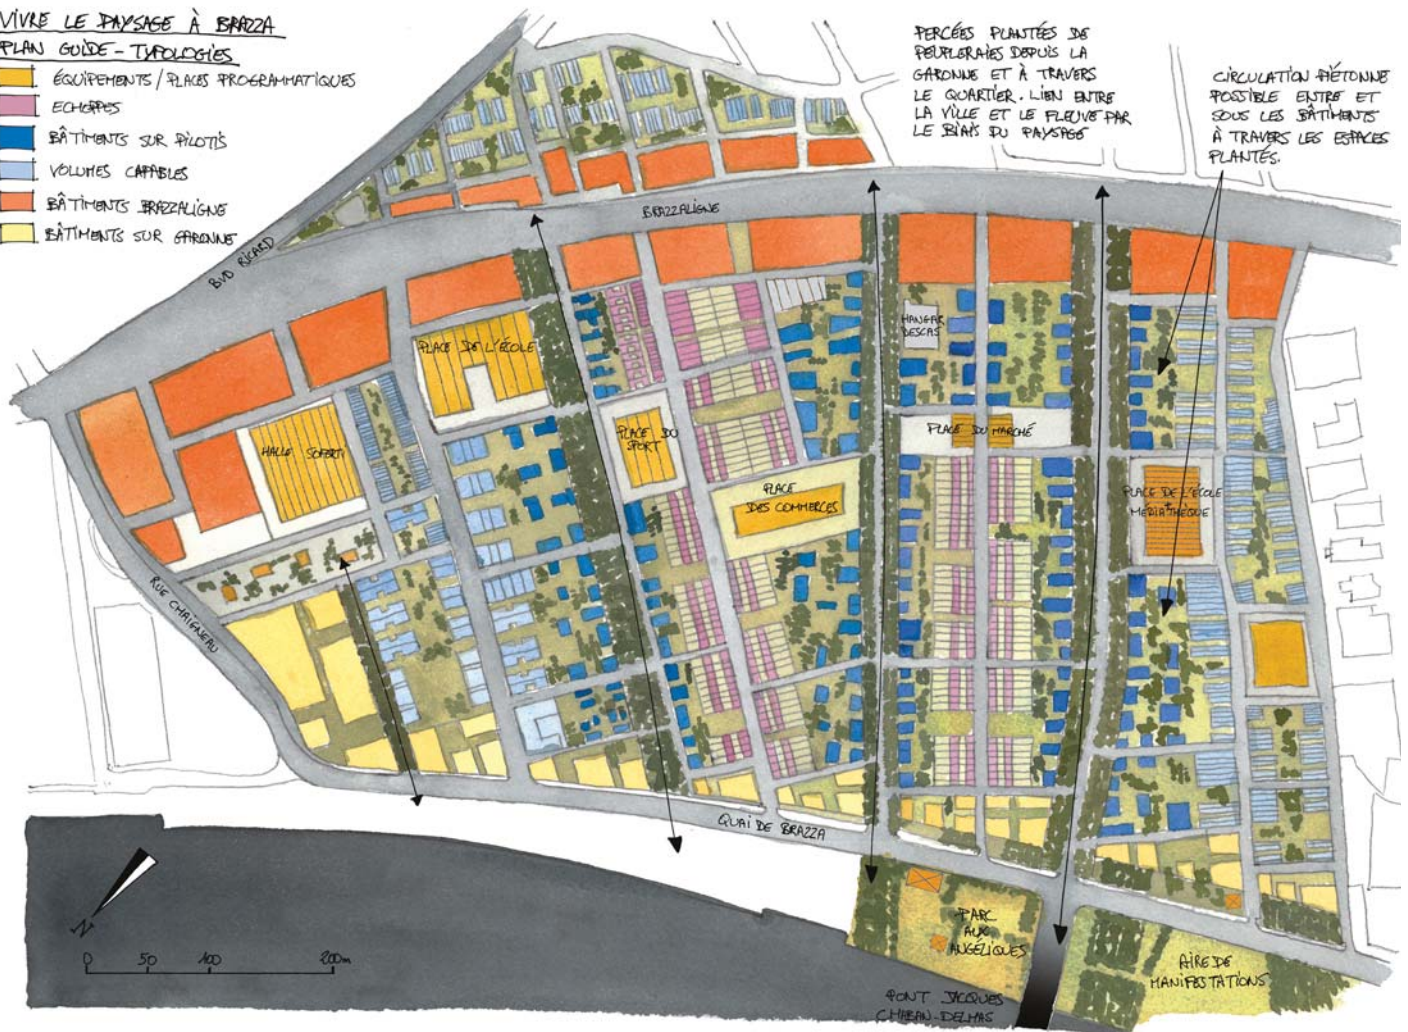 VIVRE LE PAYSAGE À BRAZZA
PLAN GUIDE - TYPOLOGIES
ÉQUIPEMENTS / PLACES PROGRAMMATIQUES
ECHOPPES
BÂTIMENTS SUR PILOTIS
VOLUMES CAPABLES
BÂTIMENTS BRAZZALIGNE
BÂTIMENTS SUR GARONNE
PERCÉES PLANTÉES DE
PEUPLERAIES DEPUIS LA
GARONNE ET À TRAVERS
LE QUARTIER. LIEN ENTRE
LA VILLE ET LE FLEUVE PAR
LE BIAIS DU PAYSAGE
CIRCULATION PIÉTONNE
POSSIBLE ENTRE ET
SOUS LES BÂTIMENTS
À TRAVERS LES ESPACES
PLANTÉS.
BRAZZALIGNE
BVD RICARD
HANGAR
DESCAS
PLACE DE L'ÉCOLE
HALLE SOFERTI
PLACE DU
SPORT
PLACE DU MARCHÉ
PLACE
DES COMMERCES
PLACE DE L'ÉCOLE
+
MÉDIATHÈQUE
RUE CHAIGNEAU
QUAI DE BRAZZA
N
0 50 100 200m
PARC
AUX
ANGÉLIQUES
AIRE DE
MANIFESTATIONS
PONT JACQUES
CHABAN-DELMAS